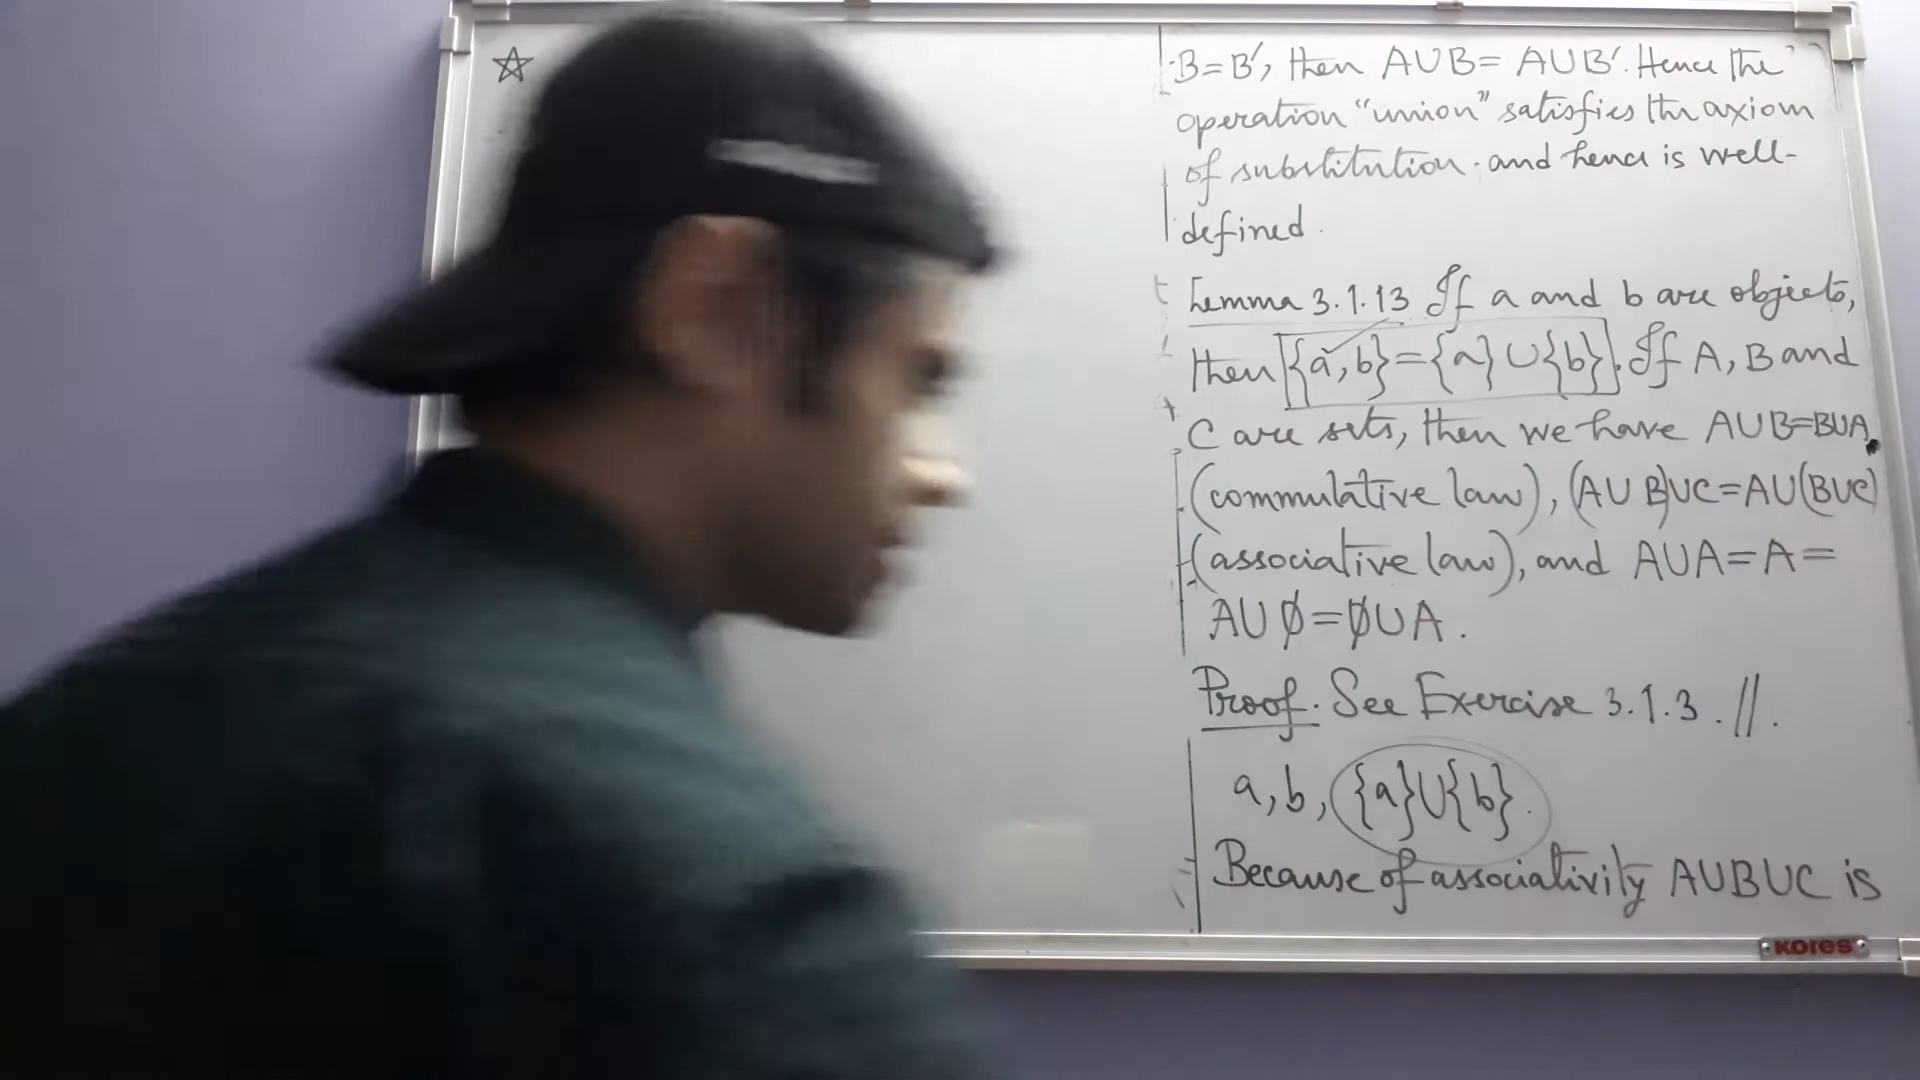 B=B', then A∪B= A∪B'. Hence the
operation "union" satisfies the axiom
of substitution. and hence is well-
defined.
Lemma 3.1.13 If a and b are objects,
then {a,b}={a}∪{b}. If A, B and
C are sets, then we have A∪B=B∪A
(commutative law), (A∪B)∪C=A∪(B∪C)
(associative law), and A∪A=A=
A∪∅=∅∪A.
Proof. See Exercise 3.1.3. //.
a, b, {a}∪{b}.
Because of associativity A∪B∪C is
KORES